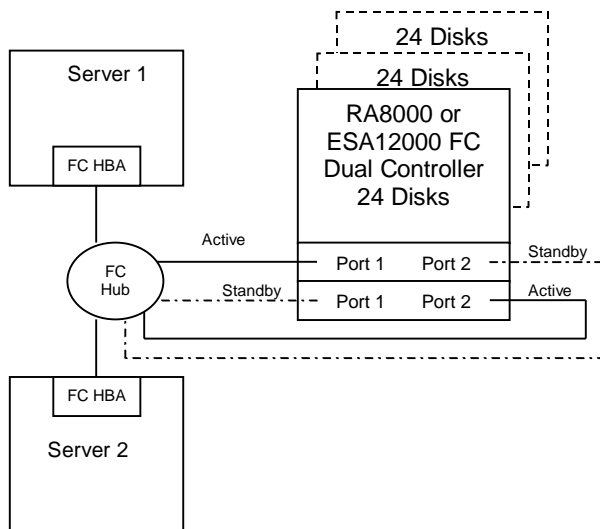 24 Disks
24 Disks
Server 1
FC HBA
RA8000 or
ESA12000 FC
Dual Controller
24 Disks
Active
Port 1 Port 2
Standby
FC
Hub
Standby
Port 1 Port 2
Active
FC HBA
Server 2